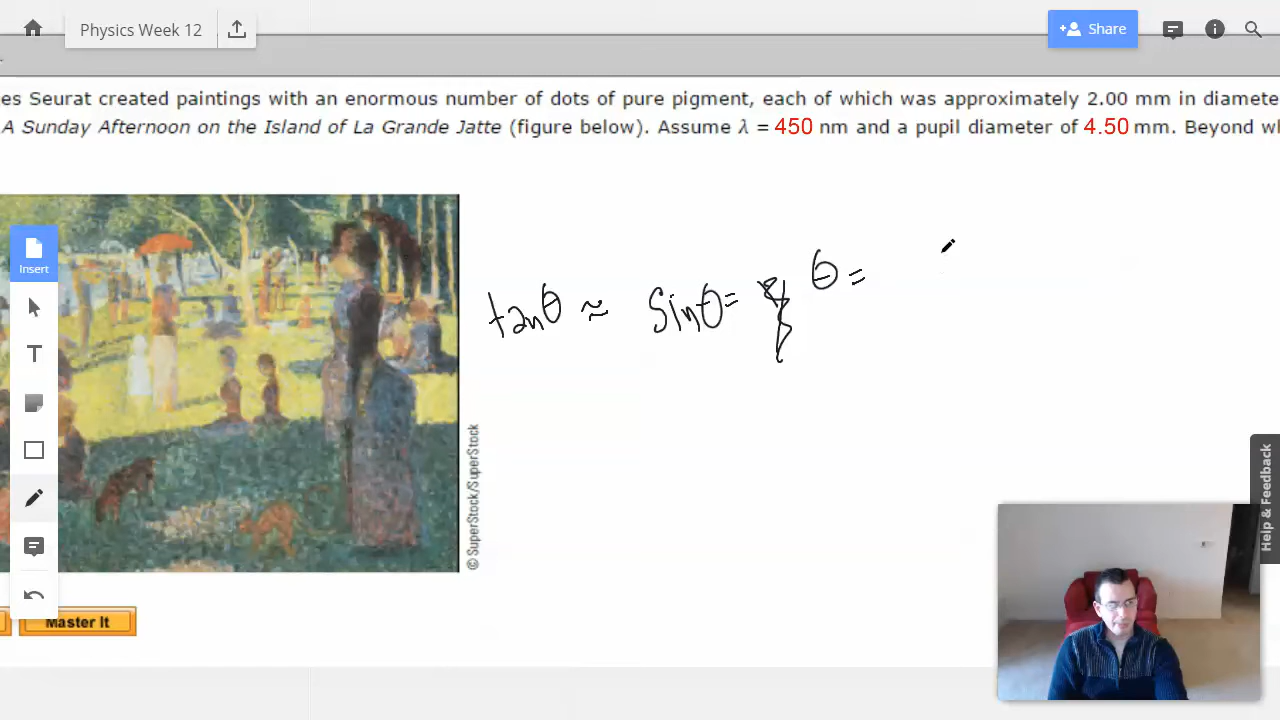 Physics Week 12
Share
es Seurat created paintings with an enormous number of dots of pure pigment, each of which was approximately 2.00 mm in diamete
A Sunday Afternoon on the Island of La Grande Jatte (figure below). Assume λ = 450 nm and a pupil diameter of 4.50 mm. Beyond wh
Insert
T
tanθ ≈ sinθ = θ =
© SuperStock/SuperStock
Help & Feedback
Master It